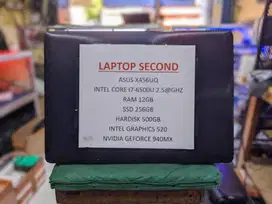 LAPTOP SECOND
ASUS X456UQ
INTEL CORE I7-6500U 2.5@GHZ
RAM 12GB
SSD 256GB
HARDISK 500GB
INTEL GRAPHICS 520
NVIDIA GEFORCE 940MX